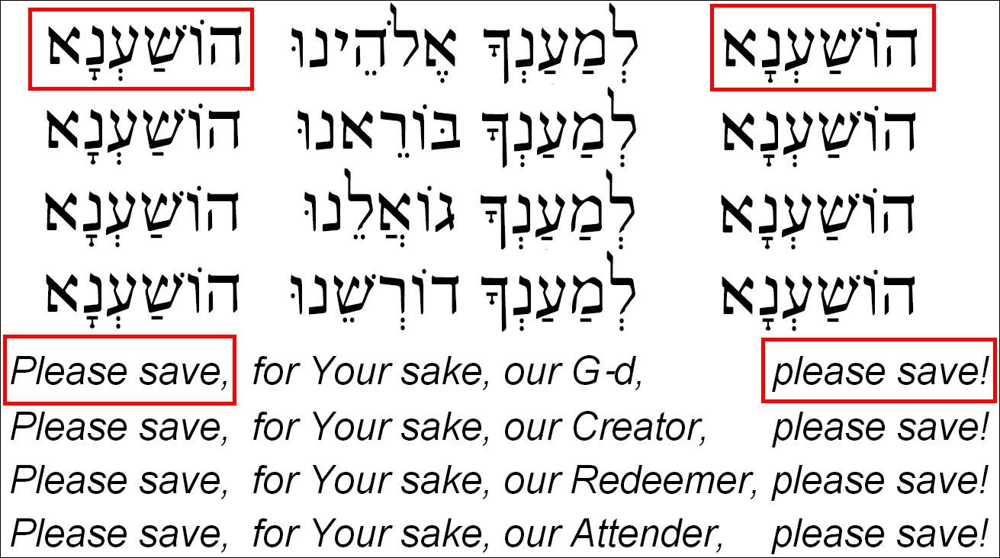 הוֹשַׁעְנָא לְמַעַנְךָ אֱלֹהֵינוּ הוֹשַׁעְנָא
הוֹשַׁעְנָא לְמַעַנְךָ בּוֹרְאֵנוּ הוֹשַׁעְנָא
הוֹשַׁעְנָא לְמַעַנְךָ גּוֹאֲלֵנוּ הוֹשַׁעְנָא
הוֹשַׁעְנָא לְמַעַנְךָ דוֹרְשֵׁנוּ הוֹשַׁעְנָא
Please save, for Your sake, our G-d, please save!
Please save, for Your sake, our Creator, please save!
Please save, for Your sake, our Redeemer, please save!
Please save, for Your sake, our Attender, please save!